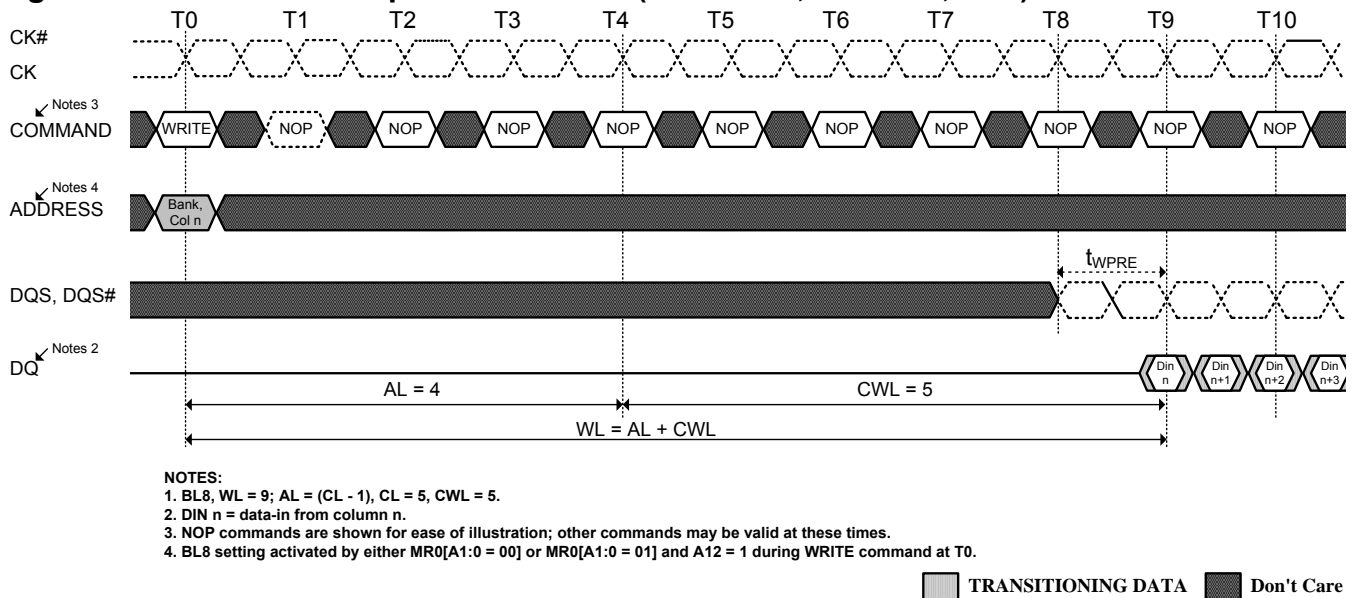 T0 T1 T2 T3 T4 T5 T6 T7 T8 T9 T10
CK#
CK
Notes 3
COMMAND WRITE NOP NOP NOP NOP NOP NOP NOP NOP NOP NOP
Notes 4
ADDRESS Bank, Col n
tWPRE
DQS, DQS#
Notes 2
DQ Din n Din n+1 Din n+2 Din n+3
AL = 4 CWL = 5
WL = AL + CWL
NOTES:
1. BL8, WL = 9; AL = (CL - 1), CL = 5, CWL = 5.
2. DIN n = data-in from column n.
3. NOP commands are shown for ease of illustration; other commands may be valid at these times.
4. BL8 setting activated by either MR0[A1:0 = 00] or MR0[A1:0 = 01] and A12 = 1 during WRITE command at T0.
TRANSITIONING DATA Don't Care